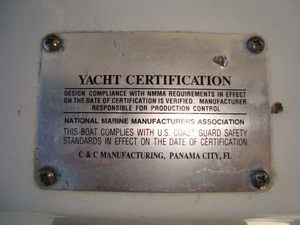 YACHT CERTIFICATION
DESIGN COMPLIANCE WITH NMMA REQUIREMENTS IN EFFECT
ON THE DATE OF CERTIFICATION IS VERIFIED. MANUFACTURER
RESPONSIBLE FOR PRODUCTION CONTROL
NATIONAL MARINE MANUFACTURERS ASSOCIATION
THIS BOAT COMPLIES WITH U.S. COAST GUARD SAFETY
STANDARDS IN EFFECT ON THE DATE OF CERTIFICATION
C & C MANUFACTURING, PANAMA CITY, FL